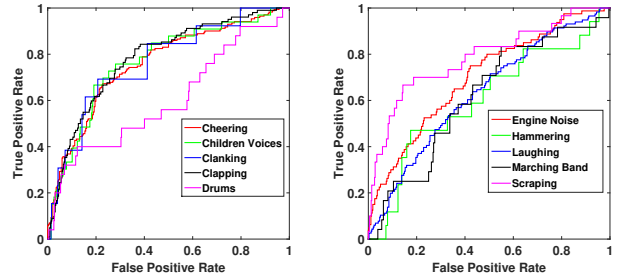 1
0.8
0.6
0.4
0.2
0
0 0.2 0.4 0.6 0.8 1
True Positive Rate
False Positive Rate
Cheering
Children Voices
Clanking
Clapping
Drums
1
0.8
0.6
0.4
0.2
0
0 0.2 0.4 0.6 0.8 1
True Positive Rate
False Positive Rate
Engine Noise
Hammering
Laughing
Marching Band
Scraping